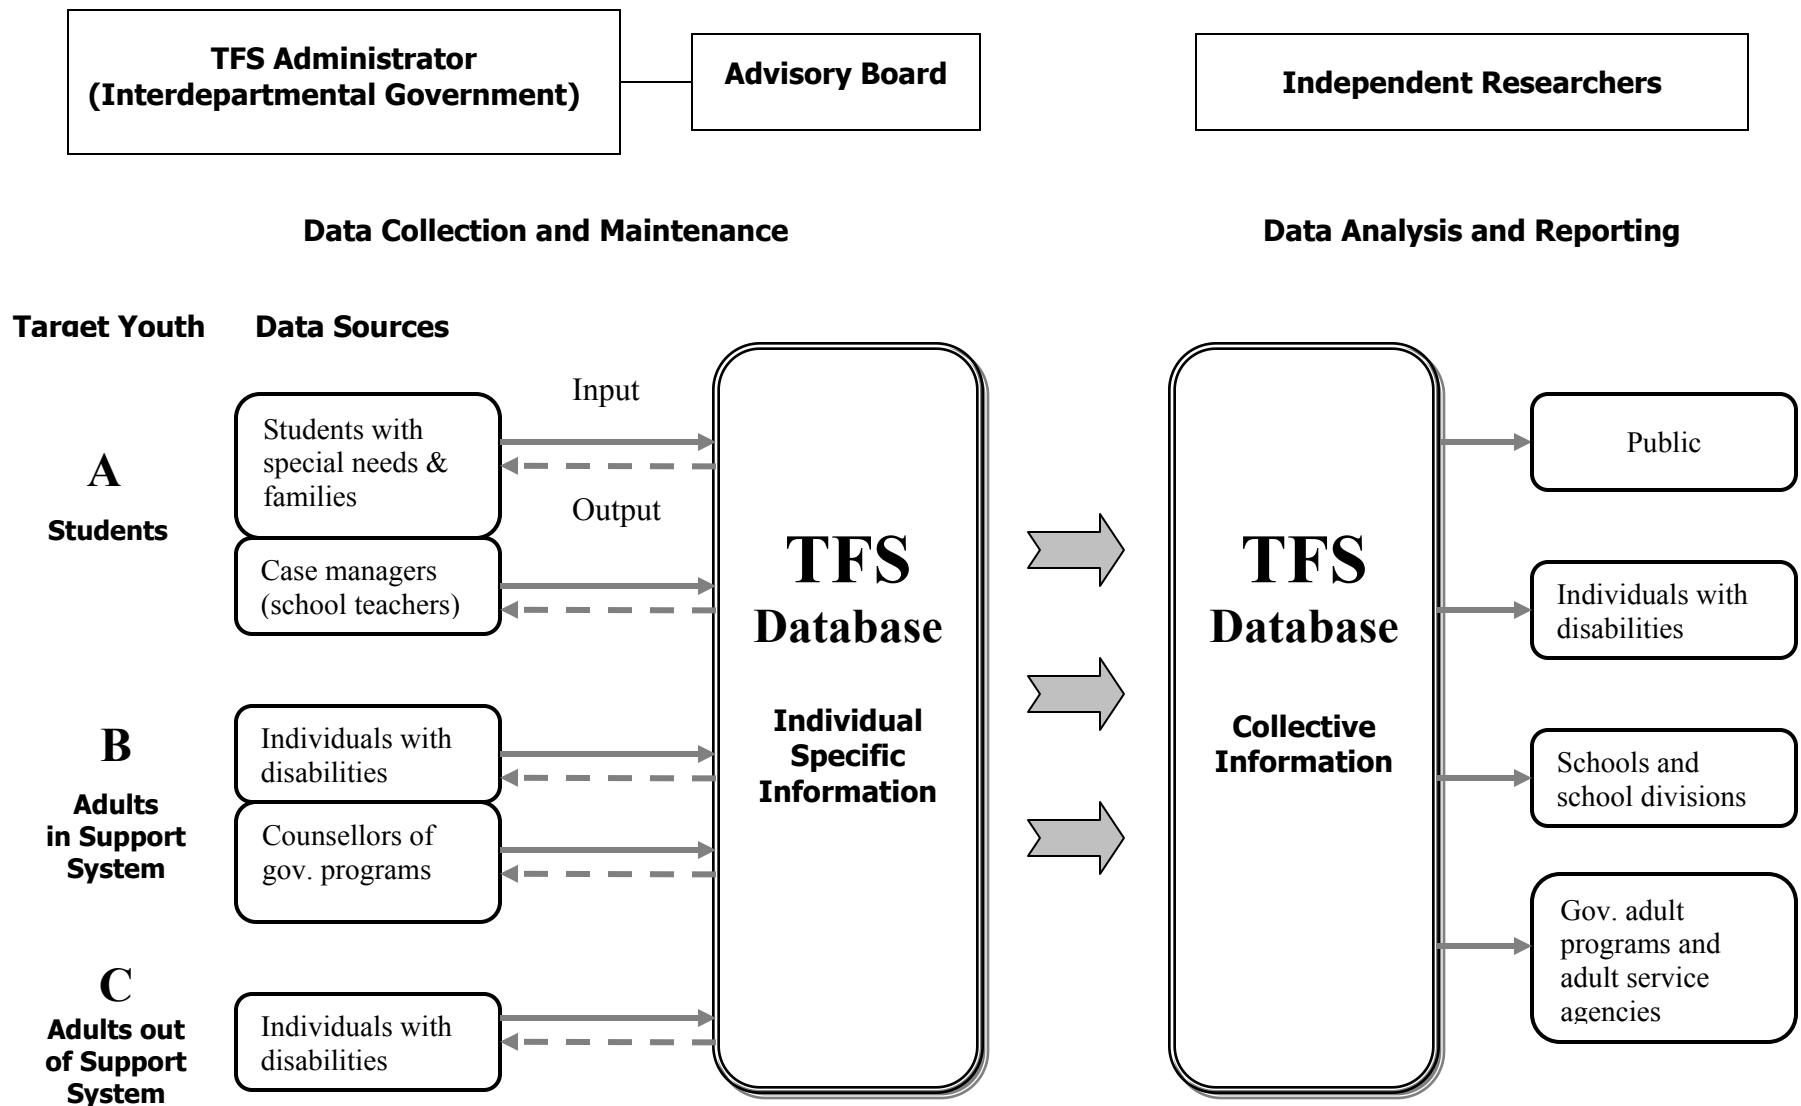 TFS Administrator
(Interdepartmental Government)
Advisory Board
Independent Researchers
Data Collection and Maintenance
Data Analysis and Reporting
Target Youth
Data Sources
A
Students
Students with
special needs &
families
Case managers
(school teachers)
Input
Output
B
Adults
in Support
System
Individuals with
disabilities
Counsellors of
gov. programs
C
Adults out
of Support
System
Individuals with
disabilities
TFS
Database
Individual
Specific
Information
TFS
Database
Collective
Information
Public
Individuals with
disabilities
Schools and
school divisions
Gov. adult
programs and
adult service
agencies